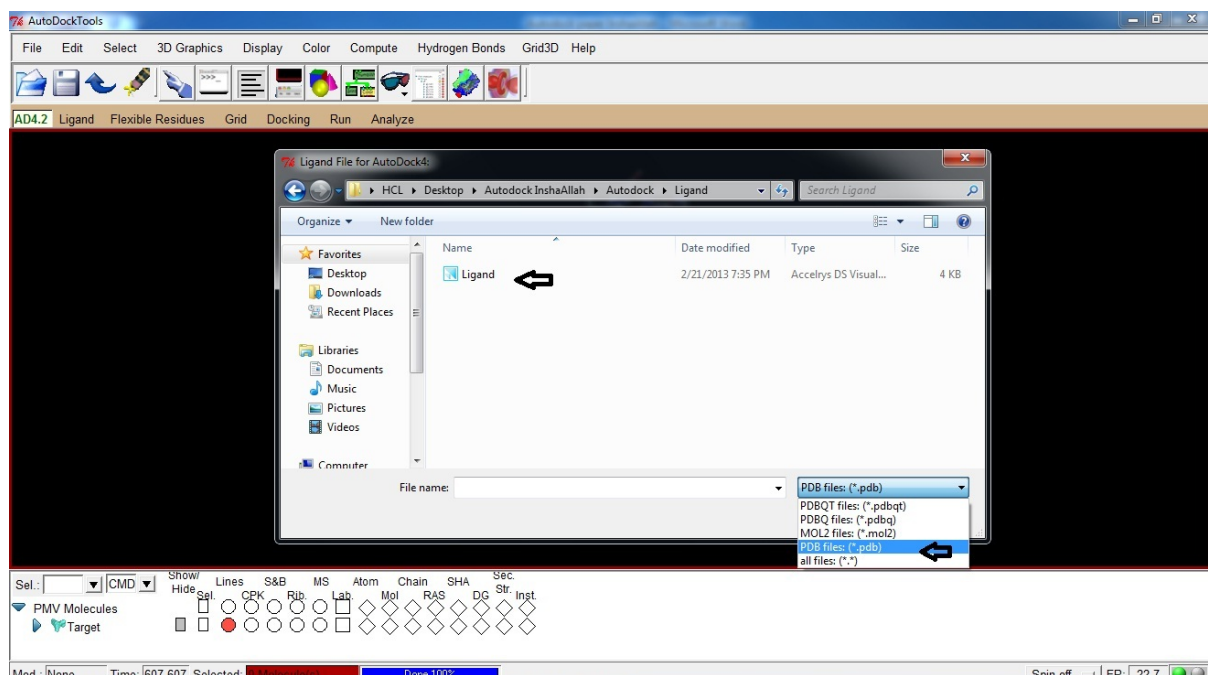 AutoDockTools
File Edit Select 3D Graphics Display Color Compute Hydrogen Bonds Grid3D Help
AD4.2 Ligand Flexible Residues Grid Docking Run Analyze
Ligand File for AutoDock4:
HCL Desktop Autodock InshaAllah Autodock Ligand Search Ligand
Organize New folder
Favorites
Desktop
Downloads
Recent Places
Libraries
Documents
Music
Pictures
Videos
Computer
Name Date modified Type Size
Ligand 2/21/2013 7:35 PM Accelrys DS Visual... 4 KB
File name: PDB files: (*.pdb)
PDBQT files: (*.pdbqt)
PDBQ files: (*.pdbq)
MOL2 files: (*.mol2)
PDB files: (*.pdb)
all files: (*.*)
Sel.: CMD Show/Hide Sel. Lines CPK S&B Rib. MS Lab. Atom Mol Chain RAS SHA DG Sec. Str. Inst.
PMV Molecules
Target
Mod.: None Time: 607.607 Selected: Done 100% Spin off FR: 22.7